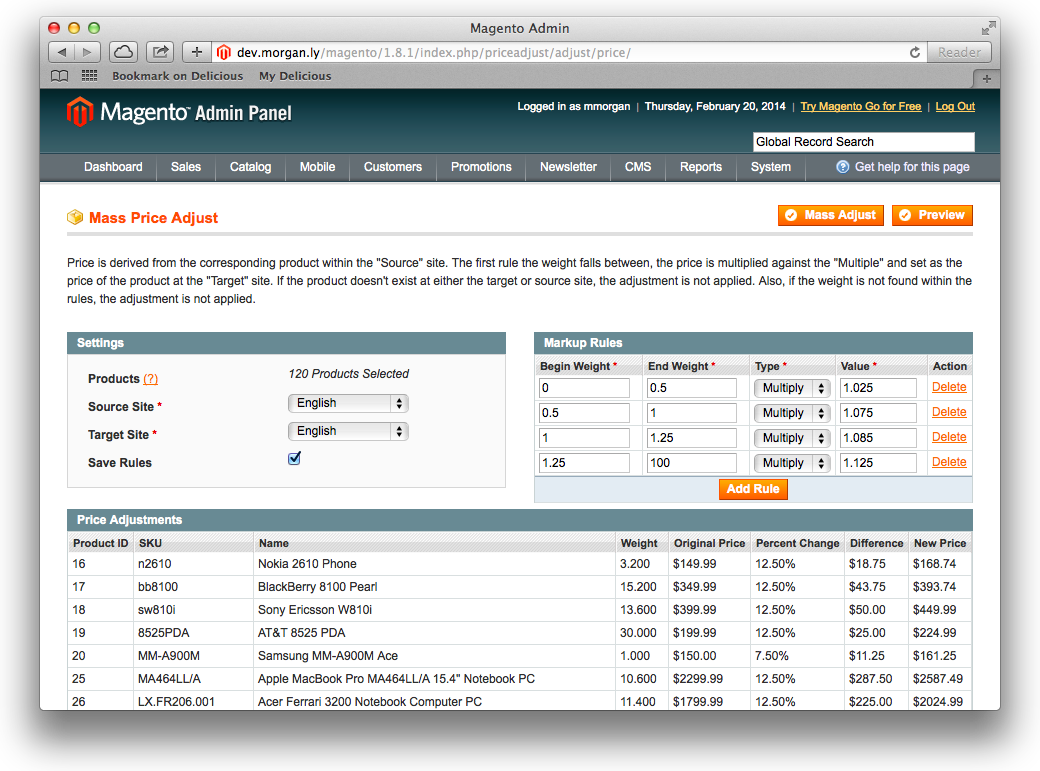 Magento Admin
dev.morgan.ly/magento/1.8.1/index.php/priceadjust/adjust/price/
Reader
Bookmark on Delicious My Delicious
Magento Admin Panel
Logged in as mmorgan | Thursday, February 20, 2014 | Try Magento Go for Free | Log Out
Global Record Search
Dashboard Sales Catalog Mobile Customers Promotions Newsletter CMS Reports System Get help for this page
Mass Price Adjust
Mass Adjust Preview
Price is derived from the corresponding product within the "Source" site. The first rule the weight falls between, the price is multiplied against the "Multiple" and set as the
price of the product at the "Target" site. If the product doesn't exist at either the target or source site, the adjustment is not applied. Also, if the weight is not found within the
rules, the adjustment is not applied.
Settings
Products (?) 120 Products Selected
Source Site * English
Target Site * English
Save Rules
Markup Rules
Begin Weight * End Weight * Type * Value * Action
0 0.5 Multiply 1.025 Delete
0.5 1 Multiply 1.075 Delete
1 1.25 Multiply 1.085 Delete
1.25 100 Multiply 1.125 Delete
Add Rule
Price Adjustments
Product ID SKU Name Weight Original Price Percent Change Difference New Price
16 n2610 Nokia 2610 Phone 3.200 $149.99 12.50% $18.75 $168.74
17 bb8100 BlackBerry 8100 Pearl 15.200 $349.99 12.50% $43.75 $393.74
18 sw810i Sony Ericsson W810i 13.600 $399.99 12.50% $50.00 $449.99
19 8525PDA AT&T 8525 PDA 30.000 $199.99 12.50% $25.00 $224.99
20 MM-A900M Samsung MM-A900M Ace 1.000 $150.00 7.50% $11.25 $161.25
25 MA464LL/A Apple MacBook Pro MA464LL/A 15.4" Notebook PC 10.600 $2299.99 12.50% $287.50 $2587.49
26 LX.FR206.001 Acer Ferrari 3200 Notebook Computer PC 11.400 $1799.99 12.50% $225.00 $2024.99